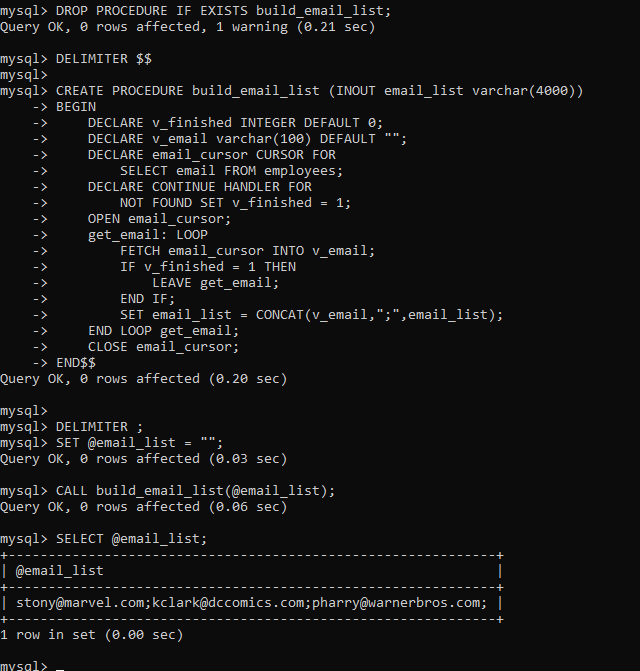 mysql> DROP PROCEDURE IF EXISTS build_email_list;
Query OK, 0 rows affected, 1 warning (0.21 sec)

mysql> DELIMITER $$
mysql>
mysql> CREATE PROCEDURE build_email_list (INOUT email_list varchar(4000))
    -> BEGIN
    ->     DECLARE v_finished INTEGER DEFAULT 0;
    ->     DECLARE v_email varchar(100) DEFAULT "";
    ->     DECLARE email_cursor CURSOR FOR
    ->         SELECT email FROM employees;
    ->     DECLARE CONTINUE HANDLER FOR
    ->         NOT FOUND SET v_finished = 1;
    ->     OPEN email_cursor;
    ->     get_email: LOOP
    ->         FETCH email_cursor INTO v_email;
    ->         IF v_finished = 1 THEN
    ->             LEAVE get_email;
    ->         END IF;
    ->         SET email_list = CONCAT(v_email,";",email_list);
    ->     END LOOP get_email;
    ->     CLOSE email_cursor;
    -> END$$
Query OK, 0 rows affected (0.20 sec)

mysql>
mysql> DELIMITER ;
mysql> SET @email_list = "";
Query OK, 0 rows affected (0.03 sec)

mysql> CALL build_email_list(@email_list);
Query OK, 0 rows affected (0.06 sec)

mysql> SELECT @email_list;
+-------------------------------------------------------------+
| @email_list                                                 |
+-------------------------------------------------------------+
| stony@marvel.com;kclark@dccomics.com;pharry@warnerbros.com; |
+-------------------------------------------------------------+
1 row in set (0.00 sec)

mysql> _